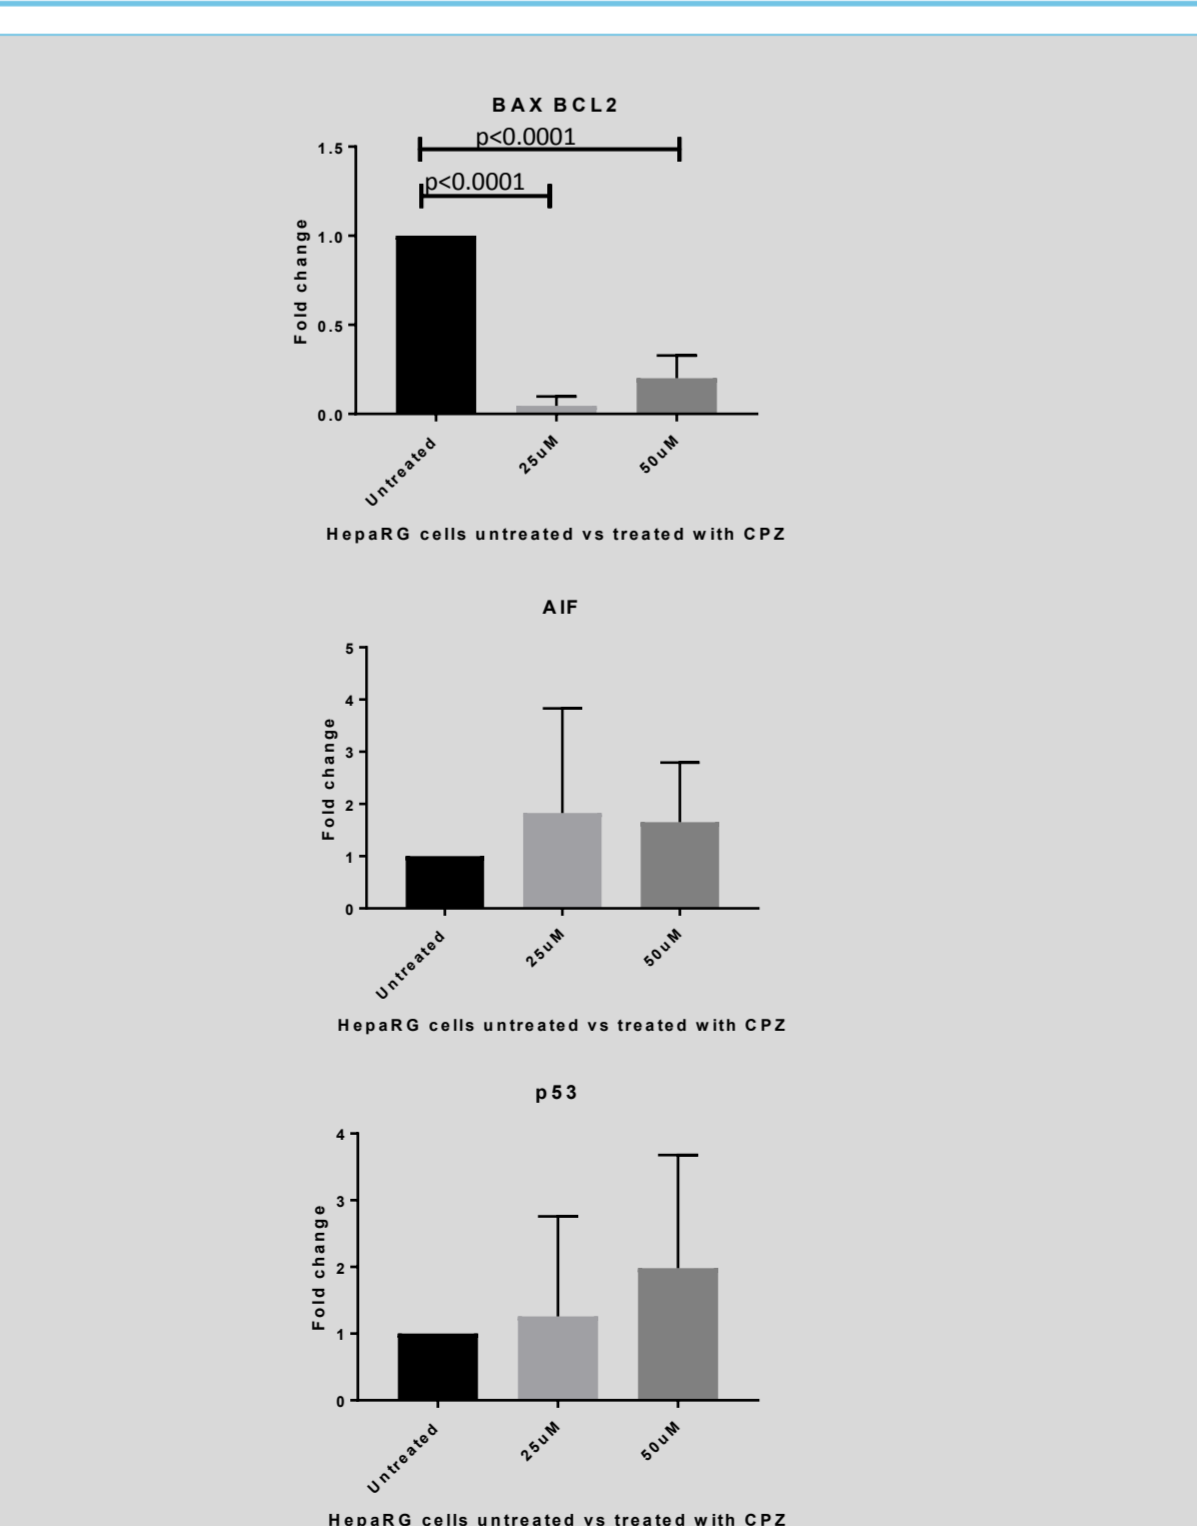 BAX BCL2
p<0.0001
p<0.0001
Fold change
1.5
1.0
0.5
0.0
Untreated
25uM
50uM
HepaRG cells untreated vs treated with CPZ
AIF
Fold change
5
4
3
2
1
0
Untreated
25uM
50uM
HepaRG cells untreated vs treated with CPZ
p53
Fold change
4
3
2
1
0
Untreated
25uM
50uM
HepaRG cells untreated vs treated with CPZ